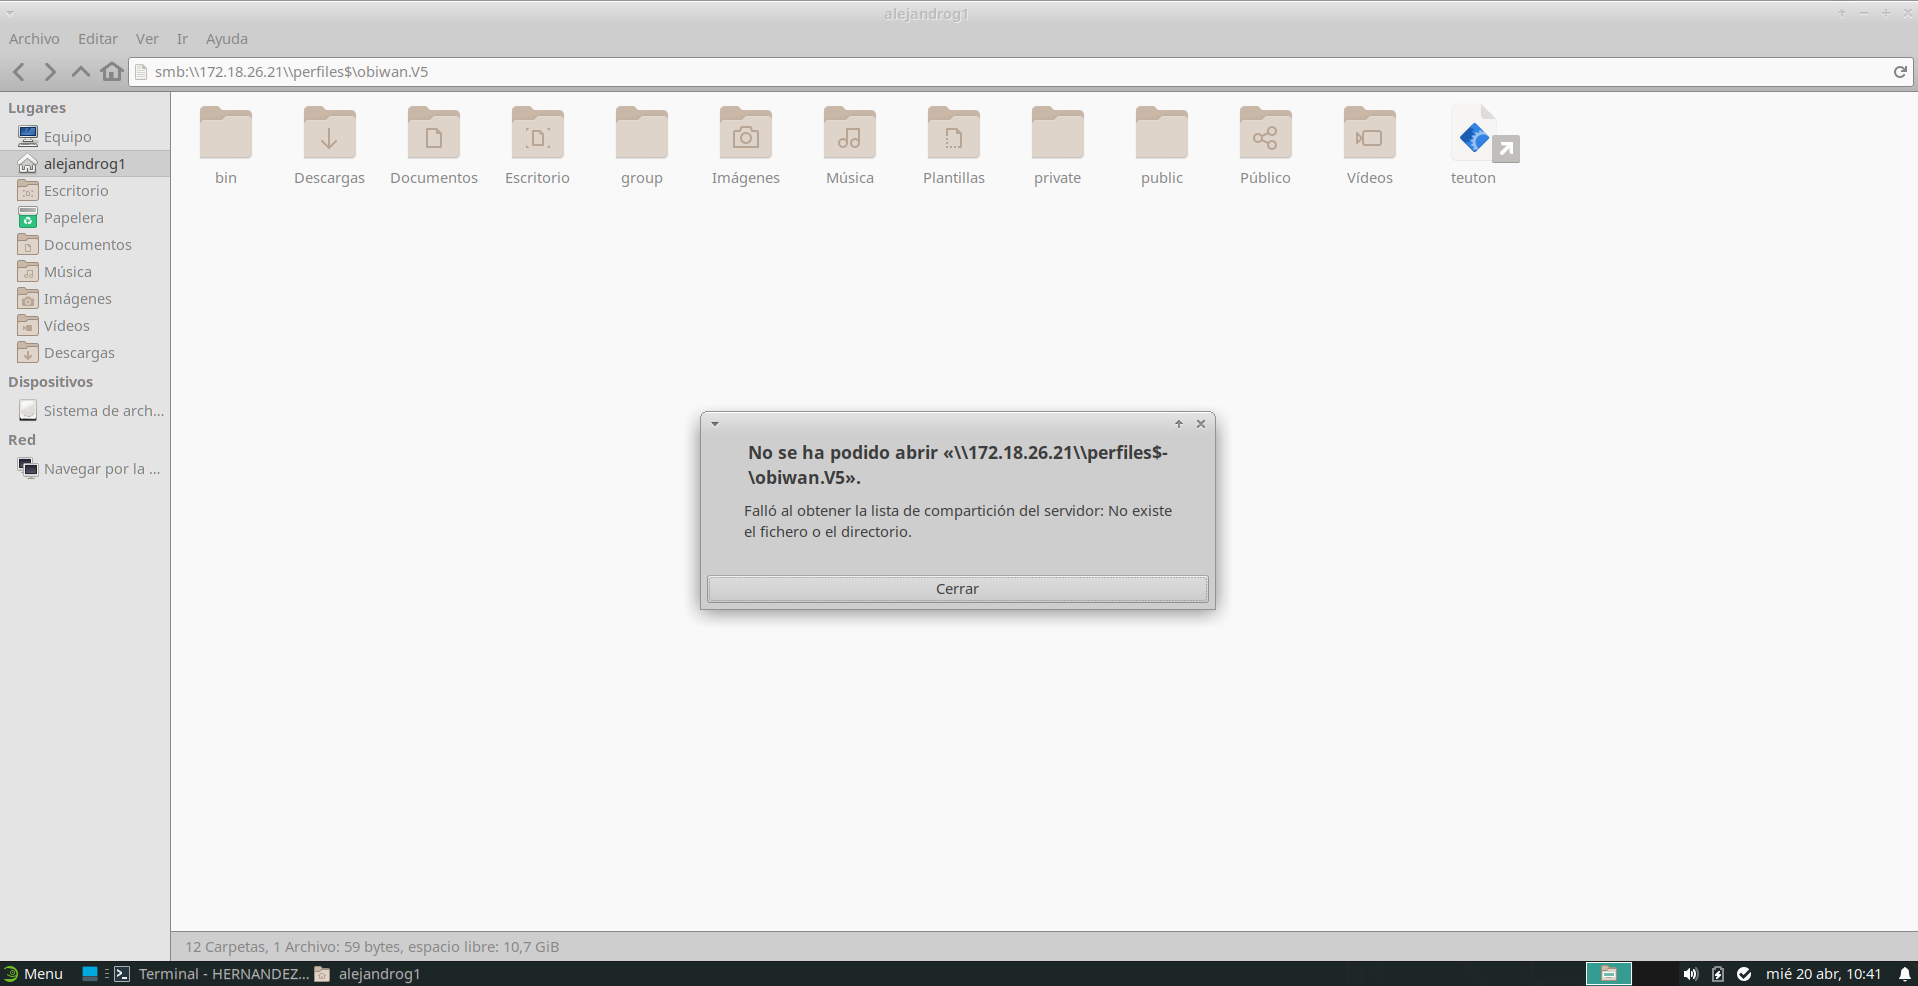 alejandrog1
Archivo Editar Ver Ir Ayuda
smb:\\172.18.26.21\\perfiles$\obiwan.V5
Lugares
Equipo
alejandrog1
Escritorio
Papelera
Documentos
Música
Imágenes
Vídeos
Descargas
Dispositivos
Sistema de arch...
Red
Navegar por la ...
bin Descargas Documentos Escritorio group Imágenes Música Plantillas private public Público Vídeos teuton
No se ha podido abrir «\\172.18.26.21\\perfiles$-
\obiwan.V5».
Falló al obtener la lista de compartición del servidor: No existe
el fichero o el directorio.
Cerrar
12 Carpetas, 1 Archivo: 59 bytes, espacio libre: 10,7 GiB
Menu Terminal - HERNANDEZ... alejandrog1 mié 20 abr, 10:41